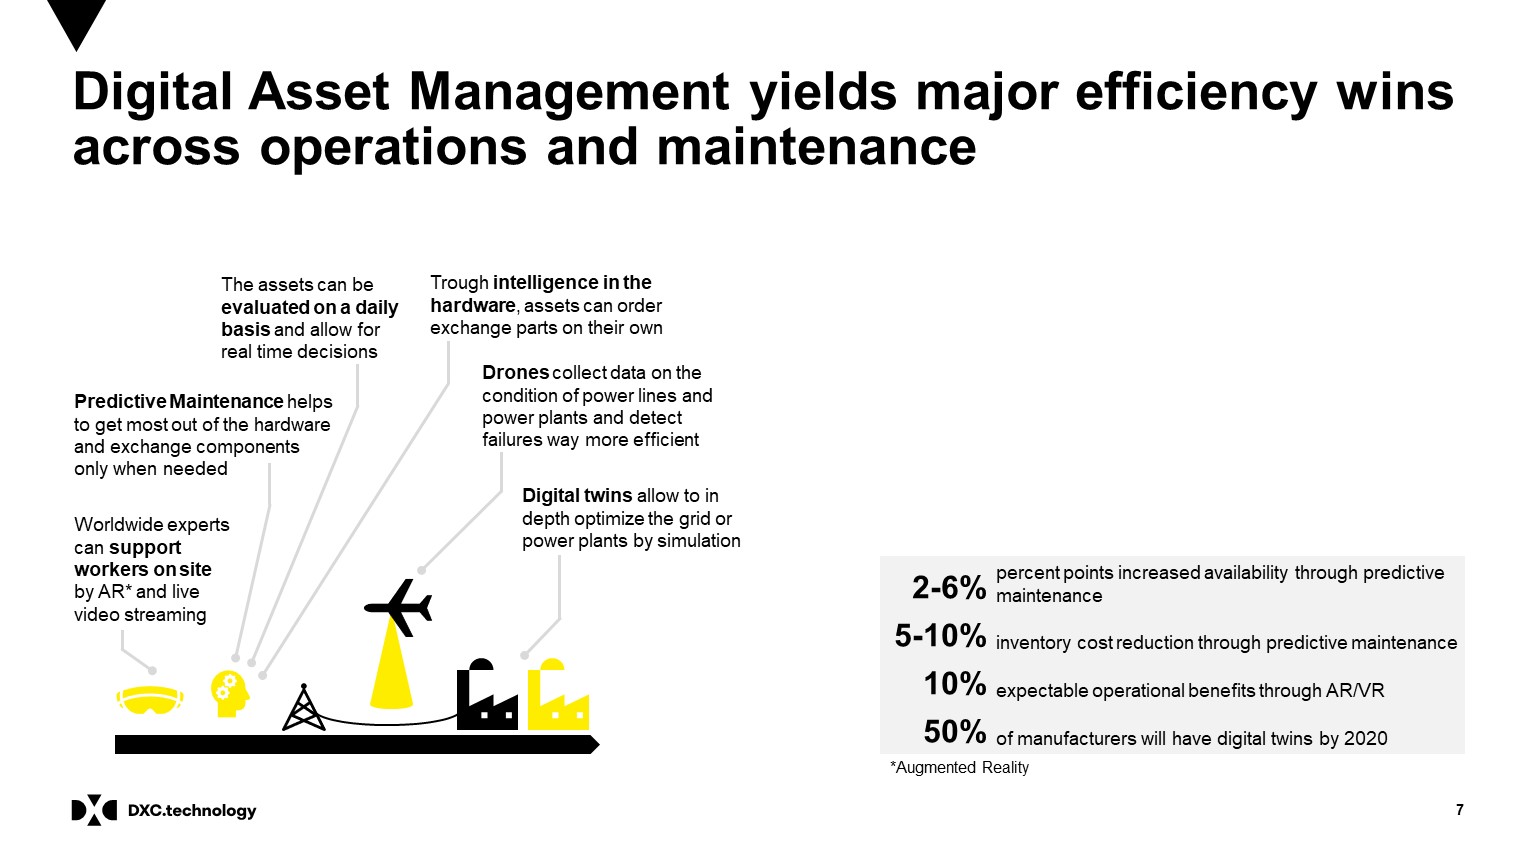 Digital Asset Management yields major efficiency wins
across operations and maintenance
The assets can be
evaluated on a daily
basis and allow for
real time decisions
Trough intelligence in the
hardware, assets can order
exchange parts on their own
Drones collect data on the
condition of power lines and
power plants and detect
failures way more efficient
Predictive Maintenance helps
to get most out of the hardware
and exchange components
only when needed
Digital twins allow to in
depth optimize the grid or
power plants by simulation
Worldwide experts
can support
workers on site
by AR* and live
video streaming
2-6% percent points increased availability through predictive
maintenance
5-10% inventory cost reduction through predictive maintenance
10% expectable operational benefits through AR/VR
50% of manufacturers will have digital twins by 2020
*Augmented Reality
DXC.technology
7